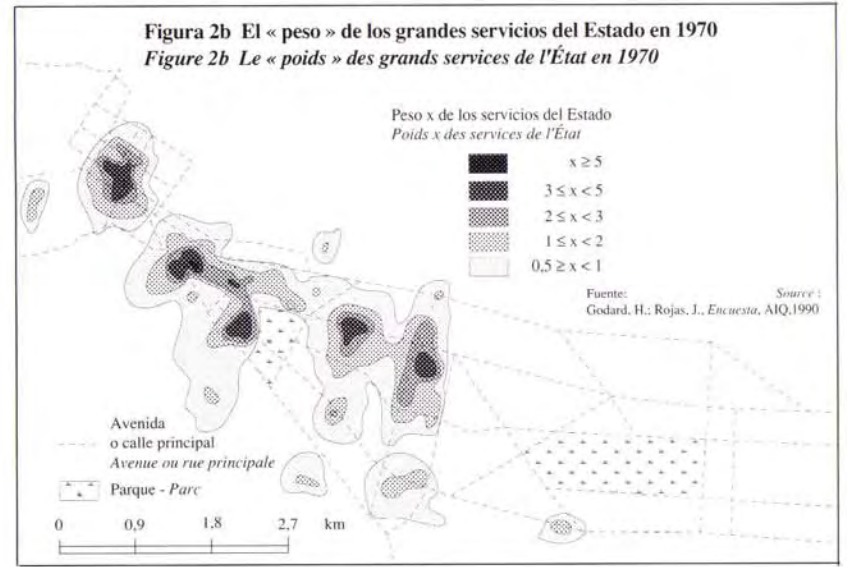 Figura 2b El « peso » de los grandes servicios del Estado en 1970
Figure 2b Le « poids » des grands services de l'État en 1970
Peso x de los servicios del Estado
Poids x des services de l'État
x ≥ 5
3 ≤ x < 5
2 ≤ x < 3
1 ≤ x < 2
0,5 ≥ x < 1
Fuente: Source :
Godard, H.; Rojas, J., Encuesta, AIQ,1990
Avenida
o calle principal
Avenue ou rue principale
Parque - Parc
0 0,9 1,8 2,7 km